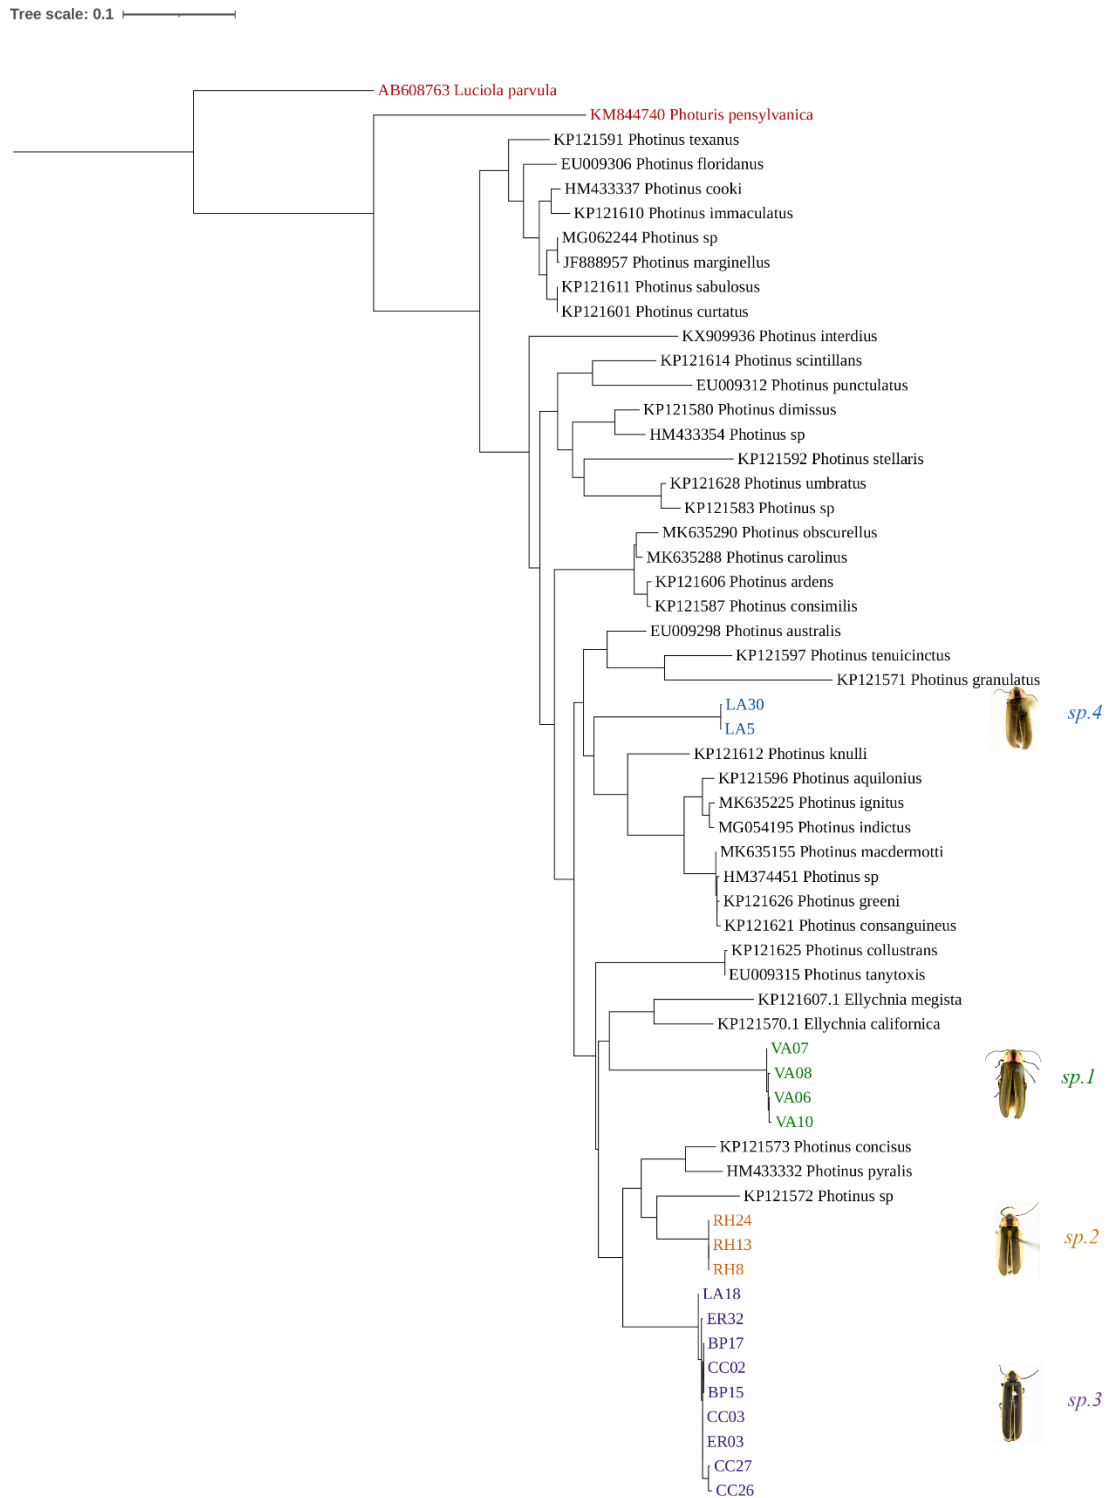 Tree scale: 0.1
AB608763 Luciola parvula
KM844740 Photuris pensylvanica
KP121591 Photinus texanus
EU009306 Photinus floridanus
HM433337 Photinus cooki
KP121610 Photinus immaculatus
MG062244 Photinus sp
JF888957 Photinus marginellus
KP121611 Photinus sabulosus
KP121601 Photinus curtatus
KX909936 Photinus interdius
KP121614 Photinus scintillans
EU009312 Photinus punctulatus
KP121580 Photinus dimissus
HM433354 Photinus sp
KP121592 Photinus stellaris
KP121628 Photinus umbratus
KP121583 Photinus sp
MK635290 Photinus obscurellus
MK635288 Photinus carolinus
KP121606 Photinus ardens
KP121587 Photinus consimilis
EU009298 Photinus australis
KP121597 Photinus tenuicinctus
KP121571 Photinus granulatus
LA30
sp.4
LA5
KP121612 Photinus knulli
KP121596 Photinus aquilonius
MK635225 Photinus ignitus
MG054195 Photinus indictus
MK635155 Photinus macdermotti
HM374451 Photinus sp
KP121626 Photinus greeni
KP121621 Photinus consanguineus
KP121625 Photinus collustrans
EU009315 Photinus tanytoxis
KP121607.1 Ellychnia megista
KP121570.1 Ellychnia californica
VA07
VA08
sp.1
VA06
VA10
KP121573 Photinus concisus
HM433332 Photinus pyralis
KP121572 Photinus sp
RH24
sp.2
RH13
RH8
LA18
ER32
BP17
CC02
BP15
sp.3
CC03
ER03
CC27
CC26